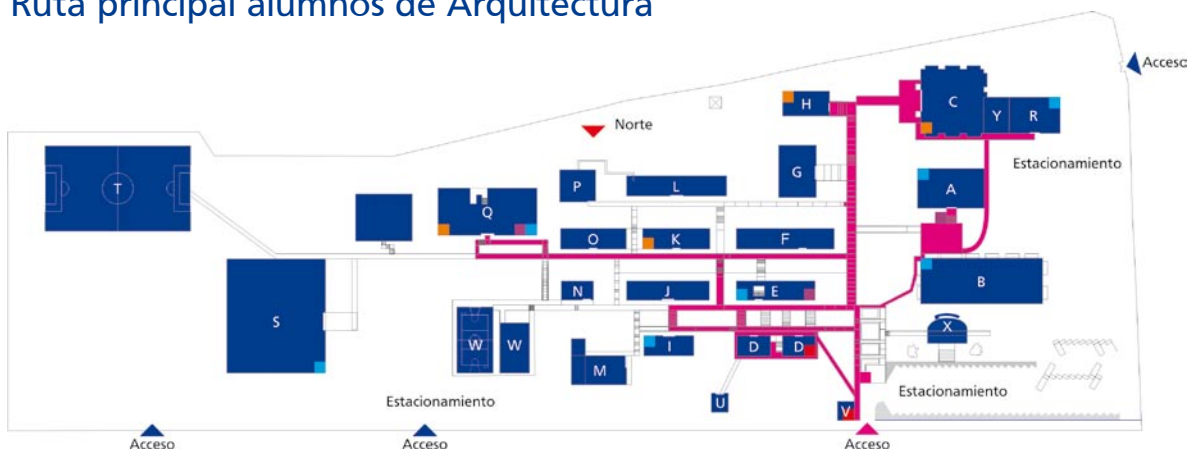 Ruta principal alumnos de Arquitectura
Acceso
Norte
H
C
Y
R
Estacionamiento
T
P
L
G
A
Q
O
K
F
B
N
J
E
S
X
W
W
I
D
D
M
U
V
Estacionamiento
Estacionamiento
Acceso
Acceso
Acceso